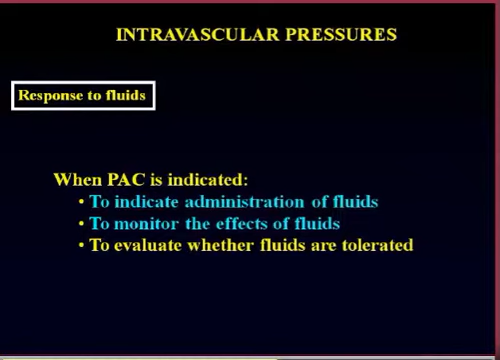 INTRAVASCULAR PRESSURES
Response to fluids
When PAC is indicated:
• To indicate administration of fluids
• To monitor the effects of fluids
• To evaluate whether fluids are tolerated